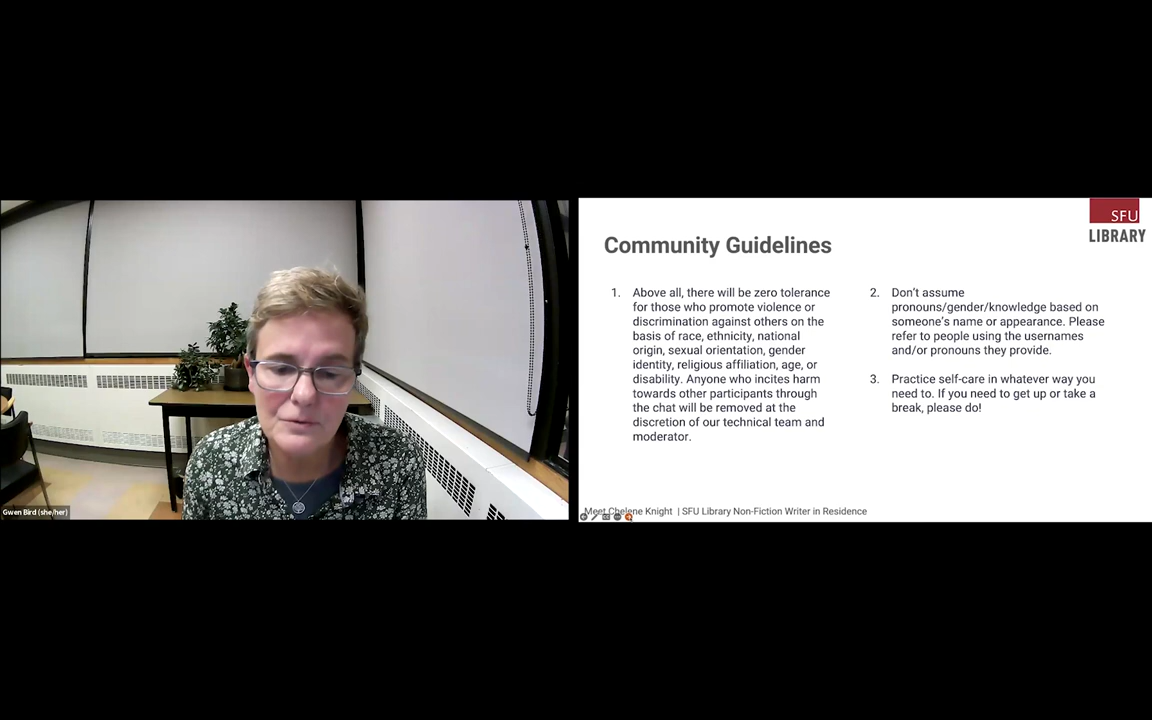 Gwen Bird (she/her)
SFU
LIBRARY
Community Guidelines
1. Above all, there will be zero tolerance
for those who promote violence or
discrimination against others on the
basis of race, ethnicity, national
origin, sexual orientation, gender
identity, religious affiliation, age, or
disability. Anyone who incites harm
towards other participants through
the chat will be removed at the
discretion of our technical team and
moderator.
2. Don’t assume
pronouns/gender/knowledge based on
someone’s name or appearance. Please
refer to people using the usernames
and/or pronouns they provide.
3. Practice self-care in whatever way you
need to. If you need to get up or take a
break, please do!
Meet Chelene Knight | SFU Library Non-Fiction Writer in Residence